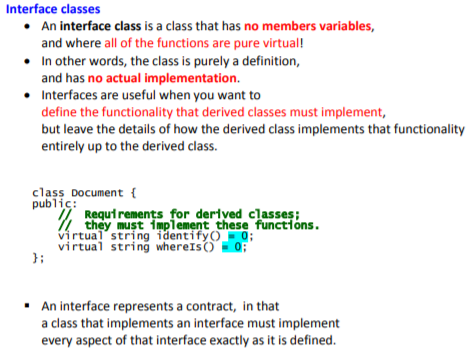 Interface classes
• An interface class is a class that has no members variables,
and where all of the functions are pure virtual!
• In other words, the class is purely a definition,
and has no actual implementation.
• Interfaces are useful when you want to
define the functionality that derived classes must implement,
but leave the details of how the derived class implements that functionality
entirely up to the derived class.
class Document {
public:
// Requirements for derived classes;
// they must implement these functions.
virtual string identify() = 0;
virtual string whereIs() = 0;
};
▪ An interface represents a contract, in that
a class that implements an interface must implement
every aspect of that interface exactly as it is defined.